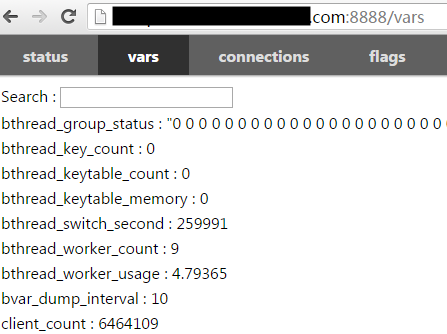 .com:8888/vars
status vars connections flags
Search :
bthread_group_status : "0 0 0 0 0 0 0 0 0 0 0 0 0 0 0 0 0 0 0 0 0
bthread_key_count : 0
bthread_keytable_count : 0
bthread_keytable_memory : 0
bthread_switch_second : 259991
bthread_worker_count : 9
bthread_worker_usage : 4.79365
bvar_dump_interval : 10
client_count : 6464109